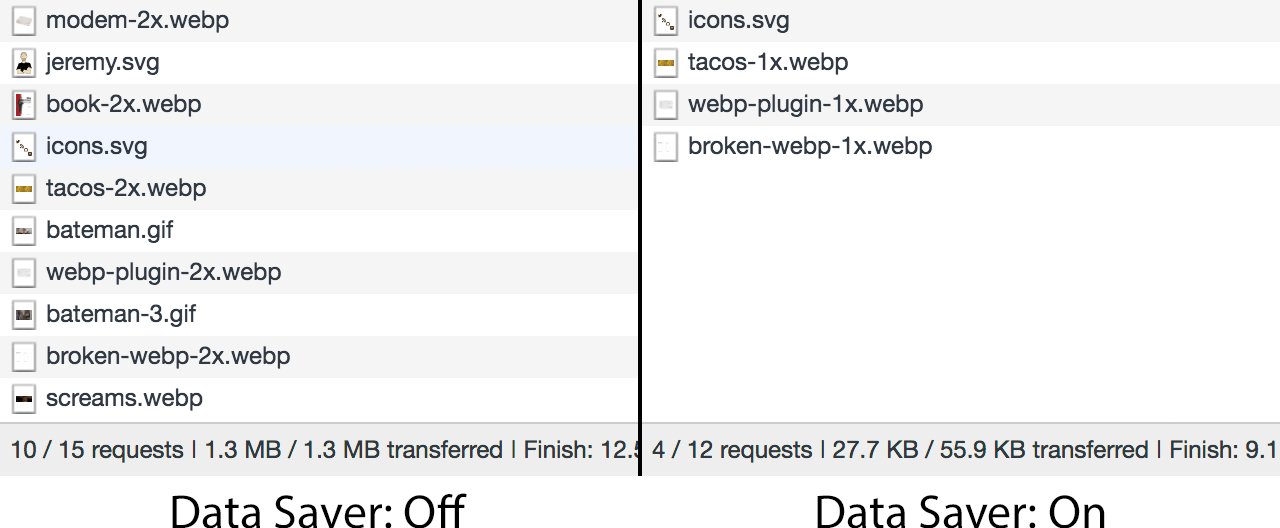 modem-2x.webp
jeremy.svg
book-2x.webp
icons.svg
tacos-2x.webp
bateman.gif
webp-plugin-2x.webp
bateman-3.gif
broken-webp-2x.webp
screams.webp
10 / 15 requests | 1.3 MB / 1.3 MB transferred | Finish: 12.5
Data Saver: Off
icons.svg
tacos-1x.webp
webp-plugin-1x.webp
broken-webp-1x.webp
4 / 12 requests | 27.7 KB / 55.9 KB transferred | Finish: 9.1
Data Saver: On